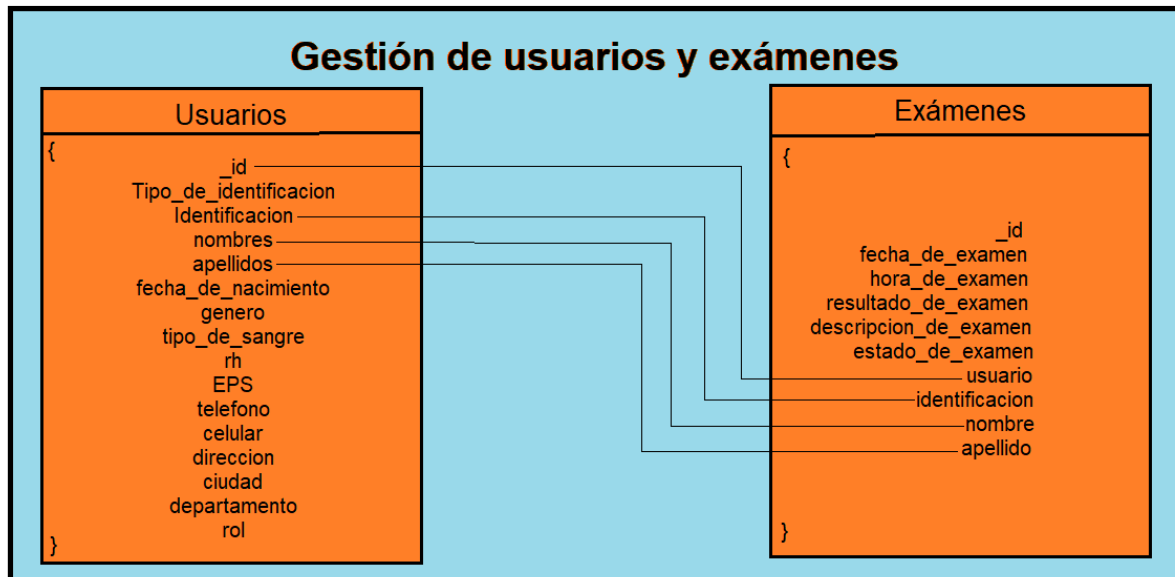 Gestión de usuarios y exámenes
Usuarios
{
_id
Tipo_de_identificacion
Identificacion
nombres
apellidos
fecha_de_nacimiento
genero
tipo_de_sangre
rh
EPS
telefono
celular
direccion
ciudad
departamento
rol
}
Exámenes
{
_id
fecha_de_examen
hora_de_examen
resultado_de_examen
descripcion_de_examen
estado_de_examen
usuario
identificacion
nombre
apellido
}